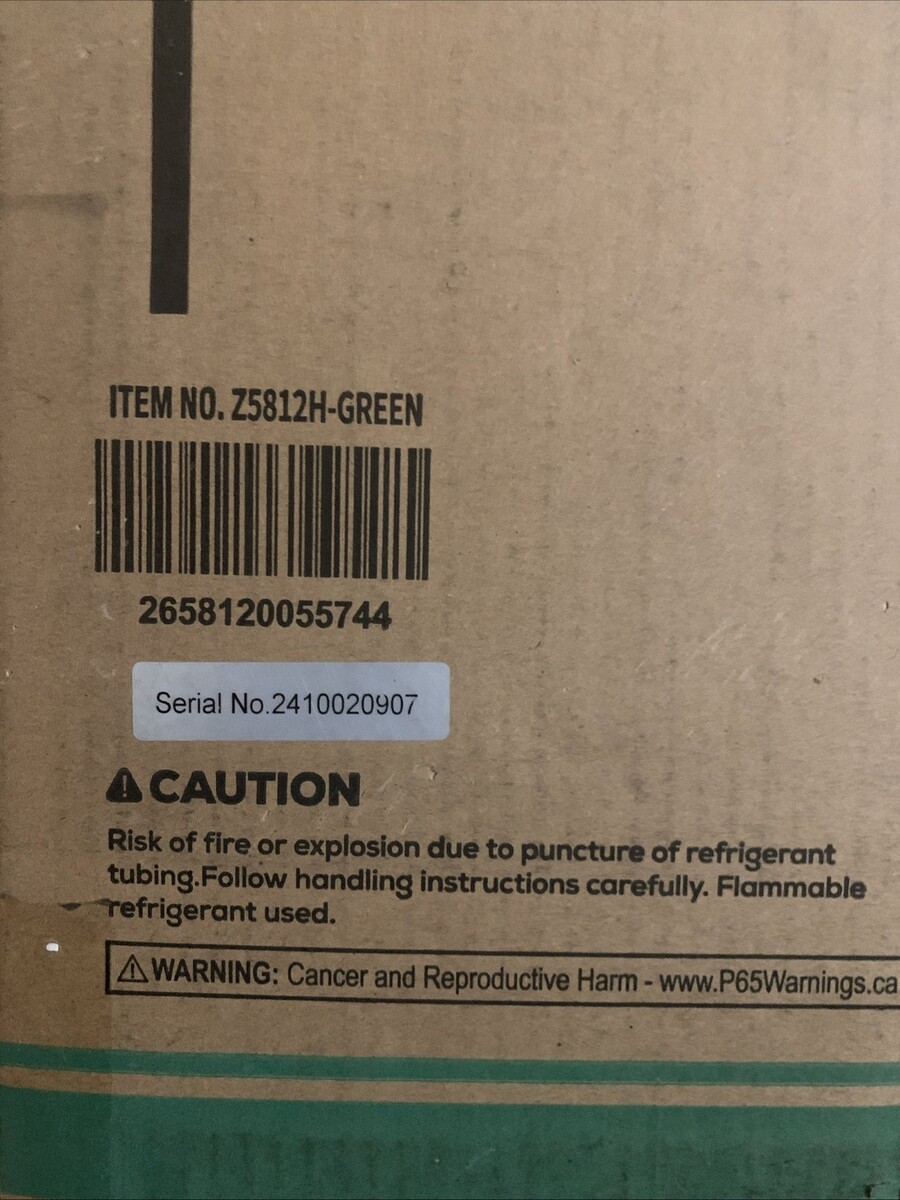 ITEM NO. Z5812H-GREEN
2658120055744
Serial No.2410020907
CAUTION
Risk of fire or explosion due to puncture of refrigerant
tubing.Follow handling instructions carefully. Flammable
refrigerant used.
WARNING: Cancer and Reproductive Harm - www.P65Warnings.ca